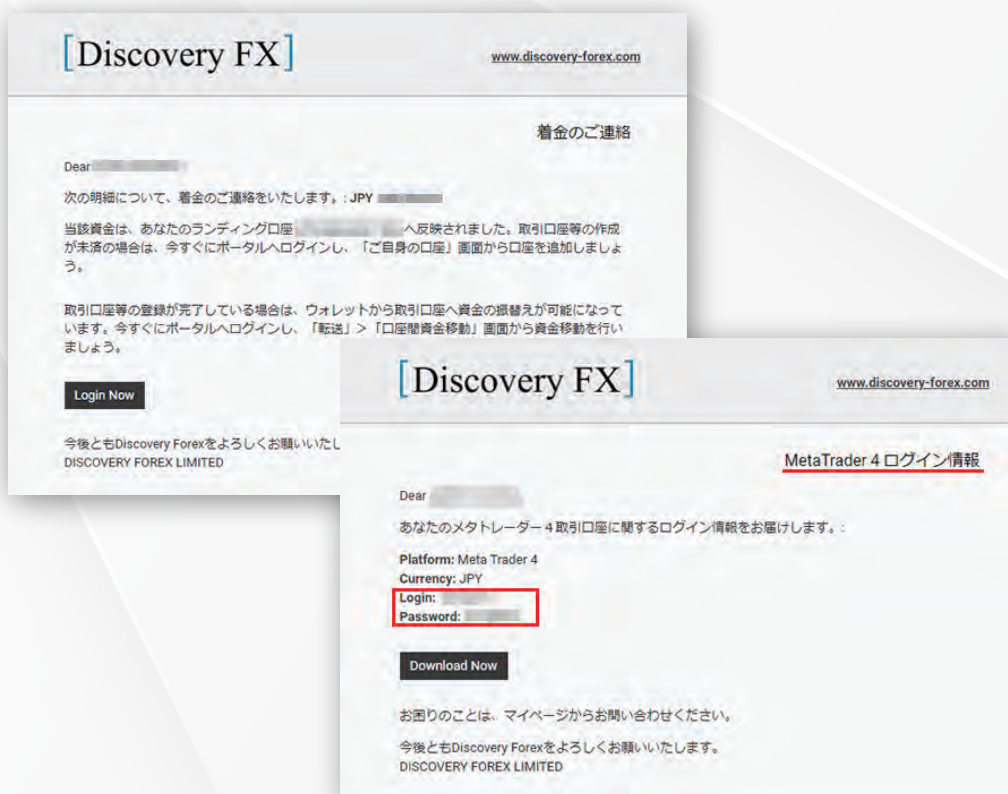 [Discovery FX]
www.discovery-forex.com
着金のご連絡
Dear
次の明細について、着金のご連絡をいたします。: JPY
当該資金は、あなたのランディング口座 へ反映されました。取引口座等の作成
が未済の場合は、今すぐにポータルへログインし、「ご自身の口座」画面から口座を追加しましょ
う。
取引口座等の登録が完了している場合は、ウォレットから取引口座へ資金の振替えが可能になって
います。今すぐにポータルへログインし、「転送」>「口座間資金移動」画面から資金移動を行い
ましょう。
Login Now
今後ともDiscovery Forexをよろしくお願いいたし
DISCOVERY FOREX LIMITED
[Discovery FX]
www.discovery-forex.com
MetaTrader 4 ログイン情報
Dear
あなたのメタトレーダー4取引口座に関するログイン情報をお届けします。:
Platform: Meta Trader 4
Currency: JPY
Login:
Password:
Download Now
お困りのことは、マイページからお問い合わせください。
今後ともDiscovery Forexをよろしくお願いいたします。
DISCOVERY FOREX LIMITED